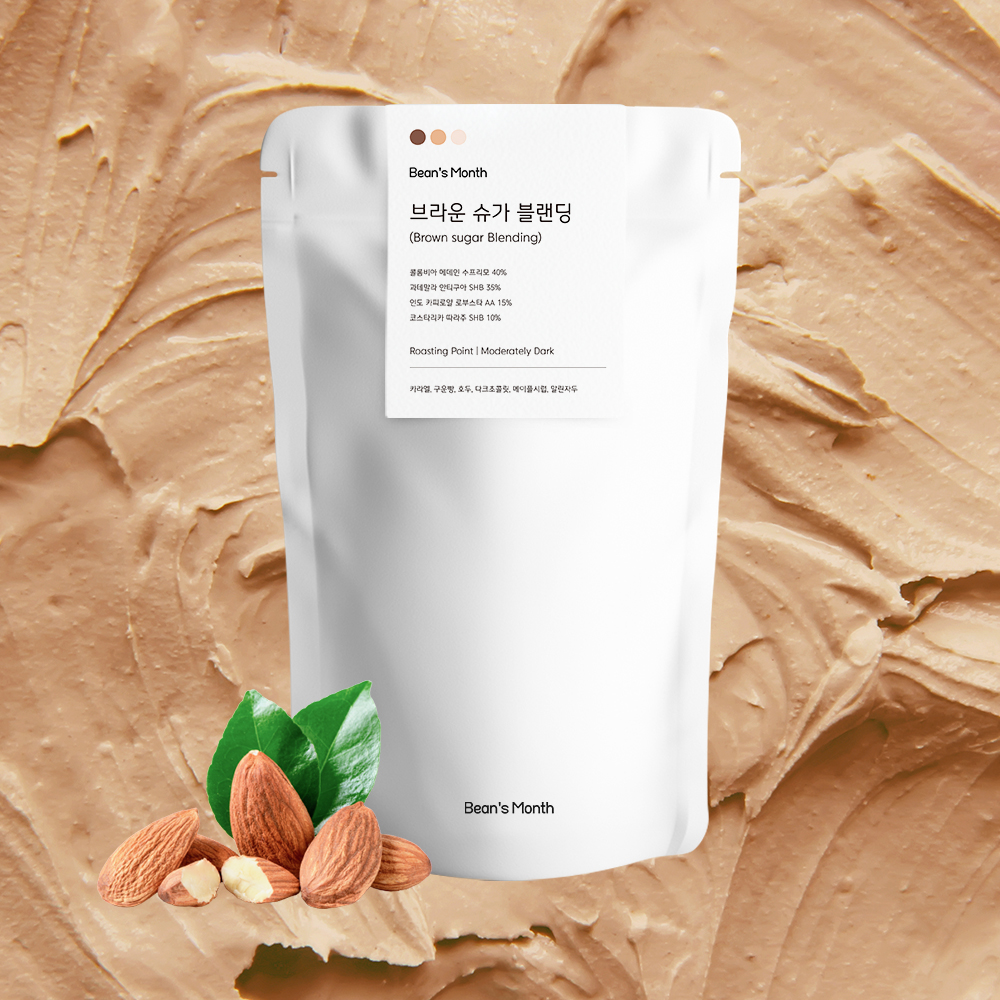 Bean's Month
브라운 슈가 블랜딩
(Brown sugar Blending)
콜롬비아 메데인 수프리모 40%
과테말라 안티구아 SHB 35%
인도 카피로얄 로부스타 AA 15%
코스타리카 따라주 SHB 10%
Roasting Point | Moderately Dark
카라멜, 구운빵, 호두, 다크초콜릿, 메이플시럽, 말린자두
Bean's Month